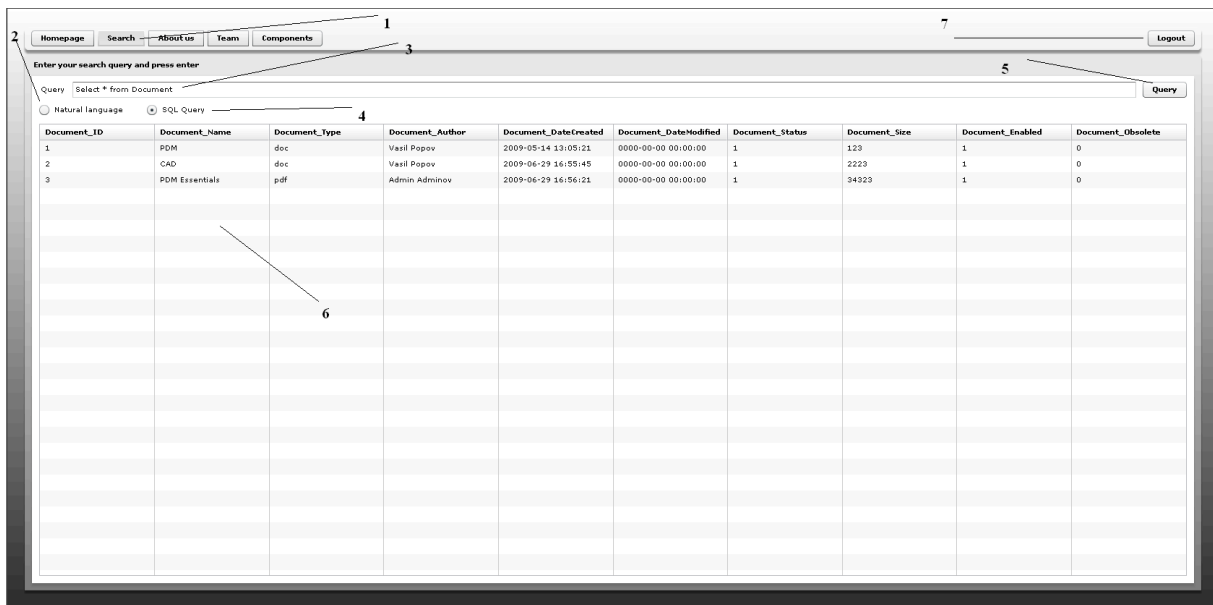 1 7
2 Homepage Search About us Team Components Logout
3
Enter your search query and press enter 5
Query Select * from Document Query
Natural language SQL Query 4
Document_ID Document_Name Document_Type Document_Author Document_DateCreated Document_DateModified Document_Status Document_Size Document_Enabled Document_Obsolete
1 PDM doc Vasil Popov 2009-05-14 13:05:21 0000-00-00 00:00:00 1 123 1 0
2 CAD doc Vasil Popov 2009-06-29 16:55:45 0000-00-00 00:00:00 1 2223 1 0
3 PDM Essentials pdf Admin Adminov 2009-06-29 16:56:21 0000-00-00 00:00:00 1 34323 1 0
6